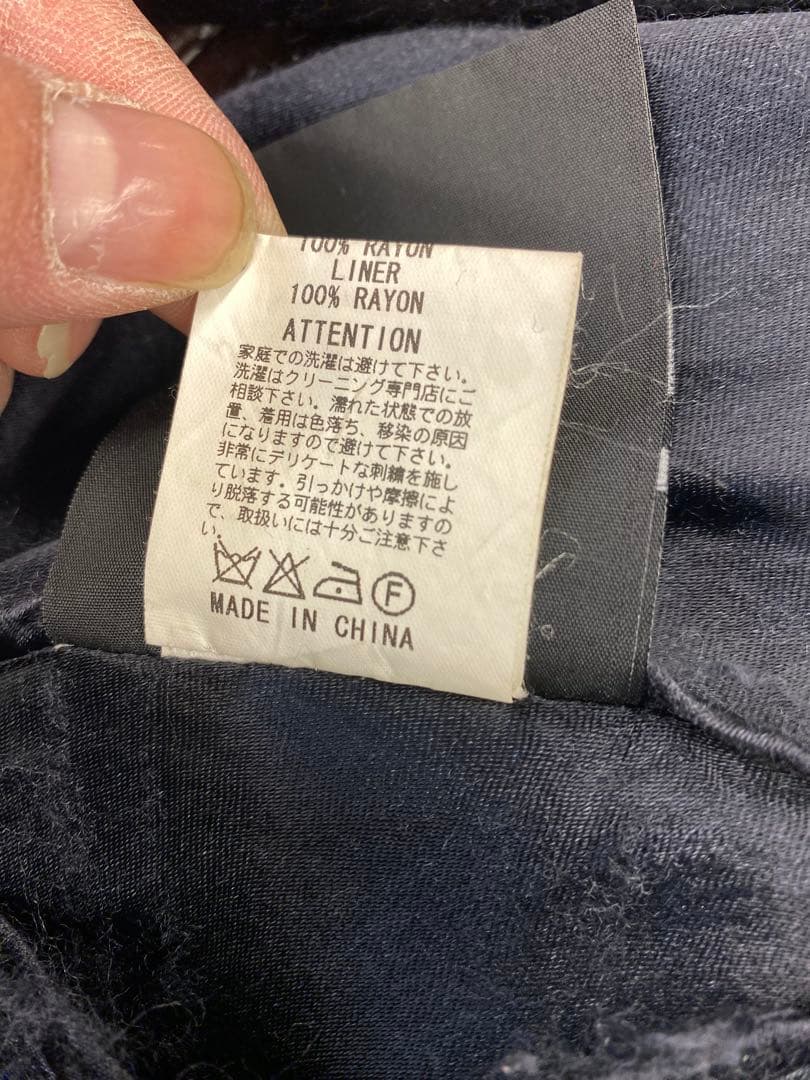 100% RAYON
LINER
100% RAYON
ATTENTION
家庭での洗濯は避けて下さい。
洗濯はクリーニング専門店にご
相談下さい。濡れた状態での放
置、着用は色落ち、移染の原因
になりますので避けて下さい。
非常にデリケートな刺繍を施し
ています。引っかけや摩擦によ
り脱落する可能性がありますの
で、取扱いには十分ご注意下さ
い。
F
MADE IN CHINA